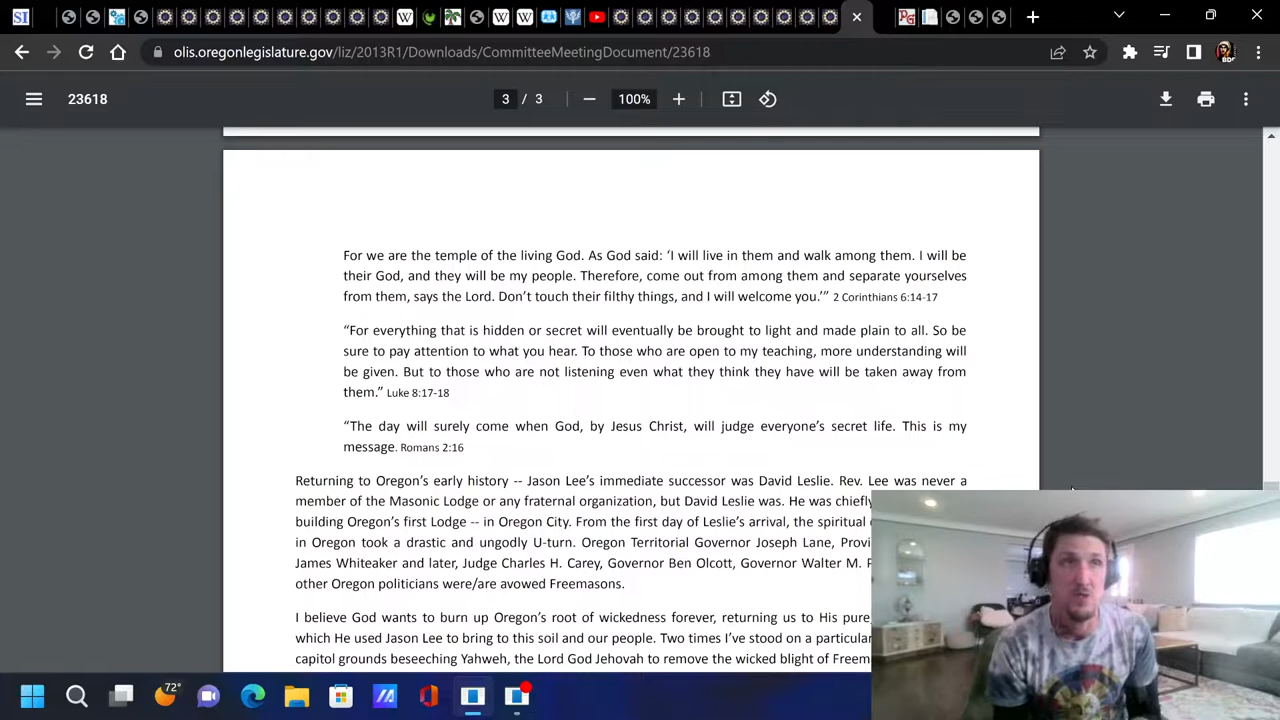 olis.oregonlegislature.gov/liz/2013R1/Downloads/CommitteeMeetingDocument/23618
23618
3 / 3
100%
For we are the temple of the living God. As God said: ‘I will live in them and walk among them. I will be
their God, and they will be my people. Therefore, come out from among them and separate yourselves
from them, says the Lord. Don’t touch their filthy things, and I will welcome you.’” 2 Corinthians 6:14-17
“For everything that is hidden or secret will eventually be brought to light and made plain to all. So be
sure to pay attention to what you hear. To those who are open to my teaching, more understanding will
be given. But to those who are not listening even what they think they have will be taken away from
them.” Luke 8:17-18
“The day will surely come when God, by Jesus Christ, will judge everyone’s secret life. This is my
message. Romans 2:16
Returning to Oregon’s early history -- Jason Lee’s immediate successor was David Leslie. Rev. Lee was never a
member of the Masonic Lodge or any fraternal organization, but David Leslie was. He was chiefly
building Oregon’s first Lodge -- in Oregon City. From the first day of Leslie’s arrival, the spiritual
in Oregon took a drastic and ungodly U-turn. Oregon Territorial Governor Joseph Lane,
James Whiteaker and later, Judge Charles H. Carey, Governor Ben Olcott, Governor Walter M.
other Oregon politicians were/are avowed Freemasons.
I believe God wants to burn up Oregon’s root of wickedness forever, returning us to His pure,
which He used Jason Lee to bring to this soil and our people. Two times I’ve stood on a particular
capitol grounds beseeching Yahweh, the Lord God Jehovah to remove the wicked blight of
72°